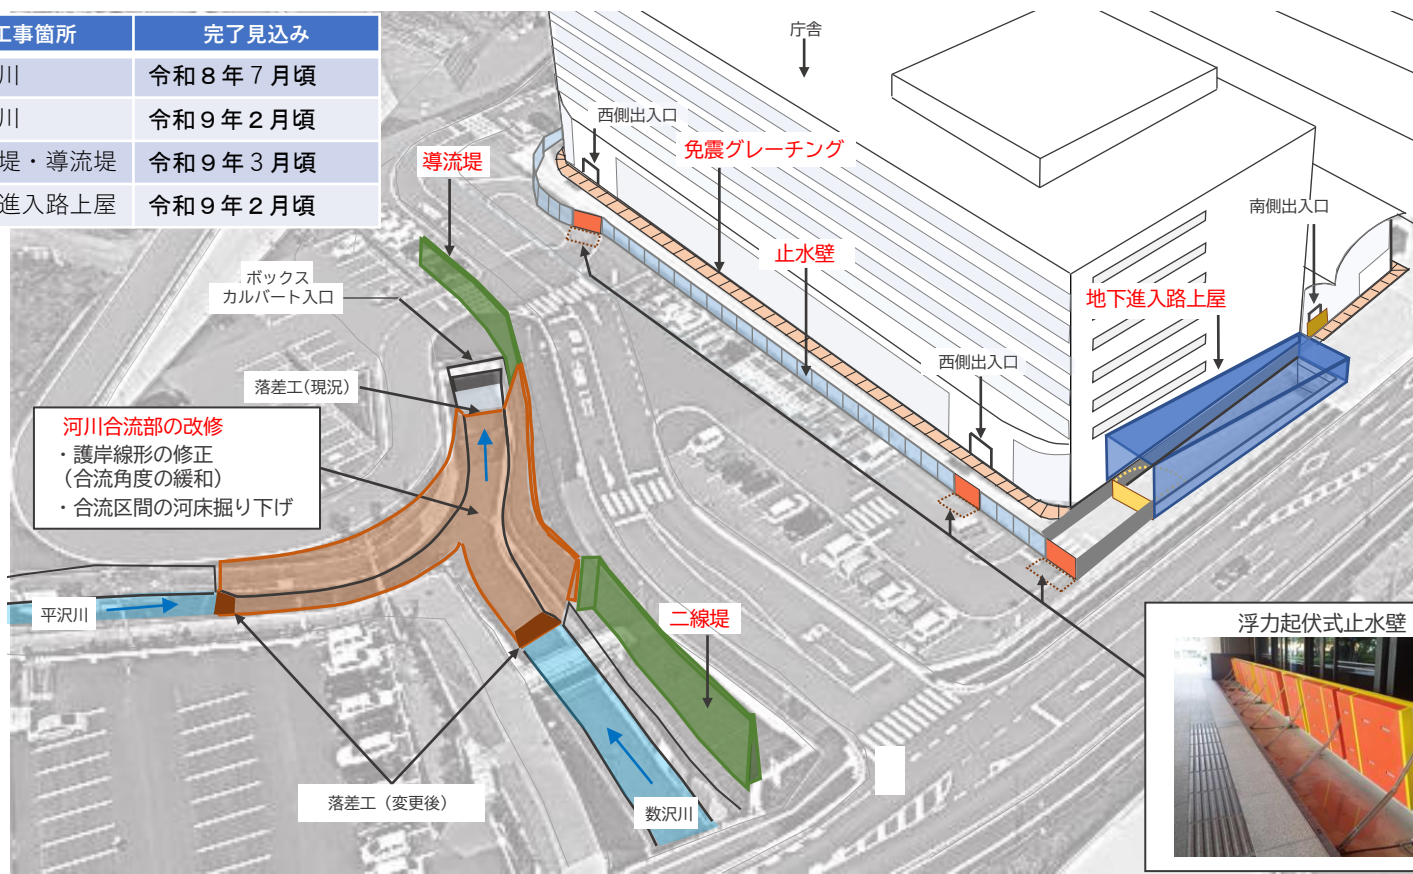 工事箇所 完了見込み
川 令和８年７月頃
川 令和９年２月頃
堤・導流堤 令和９年３月頃
進入路上屋 令和９年２月頃
庁舎
西側出入口
免震グレーチング
導流堤
南側出入口
止水壁
ボックス
カルバート入口
地下進入路上屋
西側出入口
落差工(現況)
河川合流部の改修
・護岸線形の修正
（合流角度の緩和）
・合流区間の河床掘り下げ
平沢川
二線堤
浮力起伏式止水壁
落差工（変更後）
数沢川